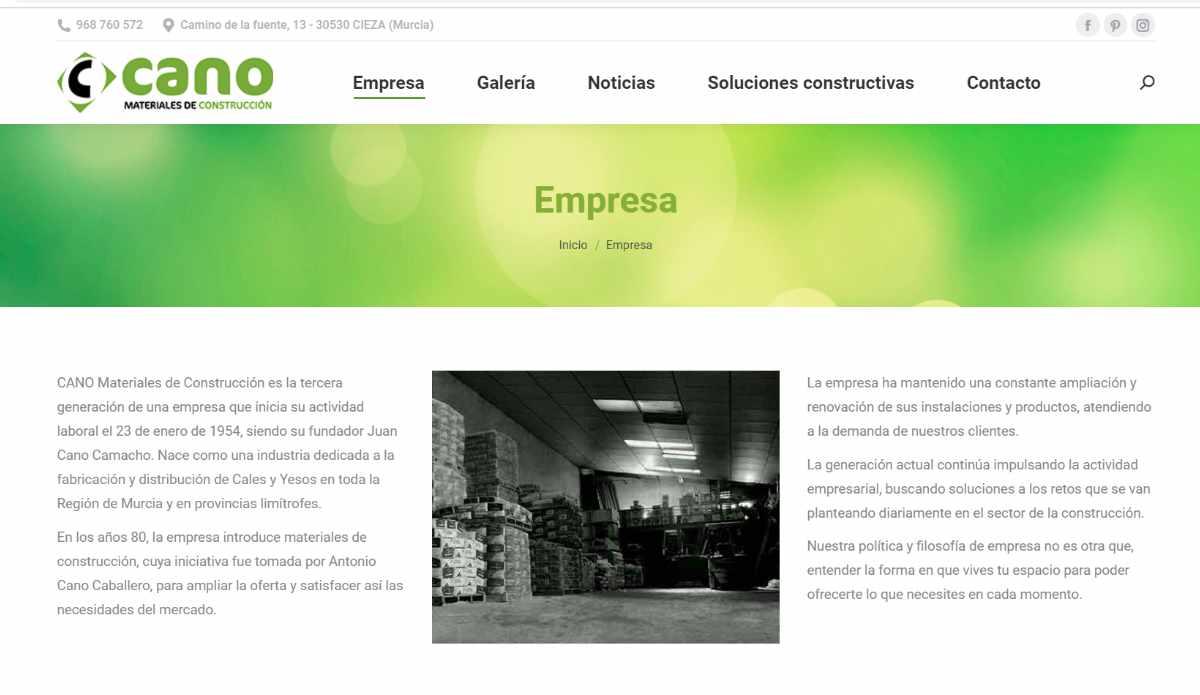 968 760 572
Camino de la fuente, 13 - 30530 CIEZA (Murcia)
cano
MATERIALES DE CONSTRUCCIÓN
Empresa
Galería
Noticias
Soluciones constructivas
Contacto
Empresa
Inicio / Empresa
CANO Materiales de Construcción es la tercera
generación de una empresa que inicia su actividad
laboral el 23 de enero de 1954, siendo su fundador Juan
Cano Camacho. Nace como una industria dedicada a la
fabricación y distribución de Cales y Yesos en toda la
Región de Murcia y en provincias limítrofes.
En los años 80, la empresa introduce materiales de
construcción, cuya iniciativa fue tomada por Antonio
Cano Caballero, para ampliar la oferta y satisfacer así las
necesidades del mercado.
La empresa ha mantenido una constante ampliación y
renovación de sus instalaciones y productos, atendiendo
a la demanda de nuestros clientes.
La generación actual continúa impulsando la actividad
empresarial, buscando soluciones a los retos que se van
planteando diariamente en el sector de la construcción.
Nuestra política y filosofía de empresa no es otra que,
entender la forma en que vives tu espacio para poder
ofrecerte lo que necesites en cada momento.